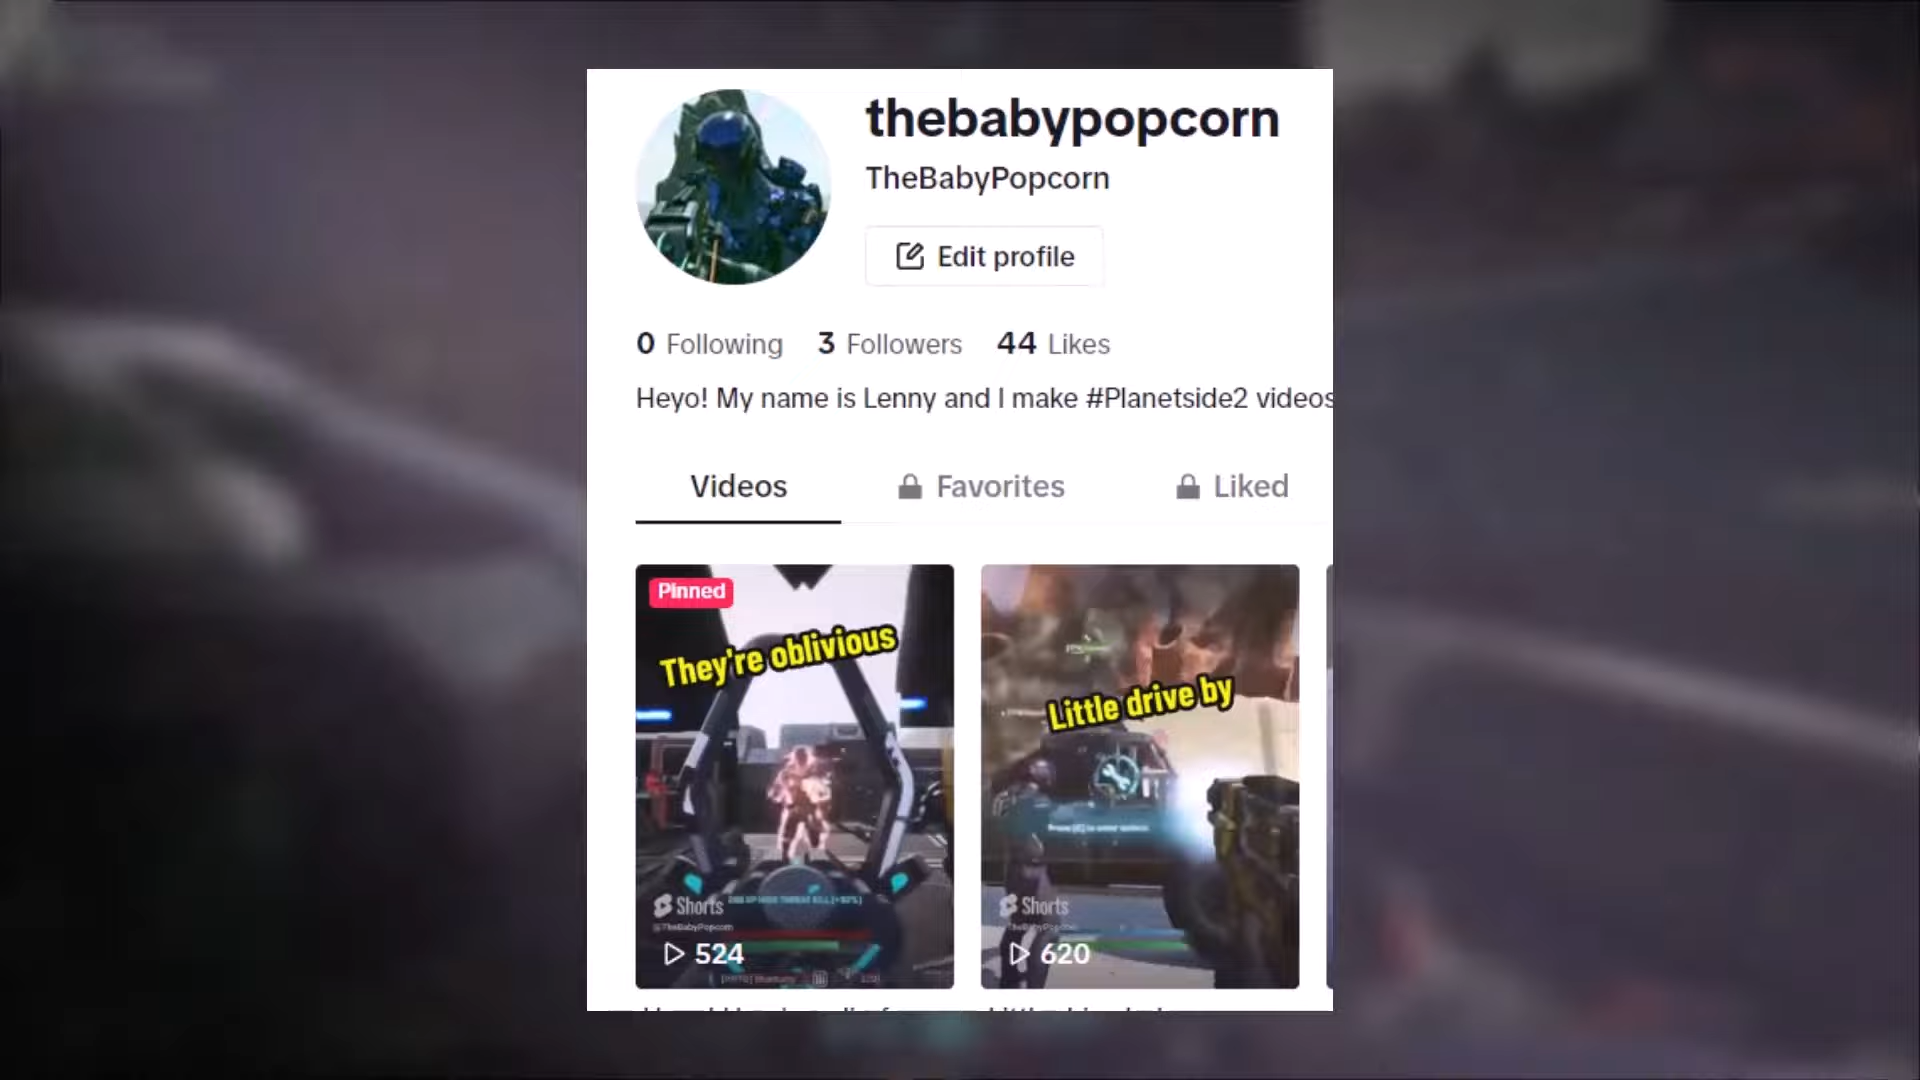 thebabypopcorn
TheBabyPopcorn
Edit profile
0 Following 3 Followers 44 Likes
Heyo! My name is Lenny and I make #Planetside2 videos
Videos Favorites Liked
Pinned
They're oblivious
Shorts
@TheBabyPopcorn
524
Little drive by
Shorts
620